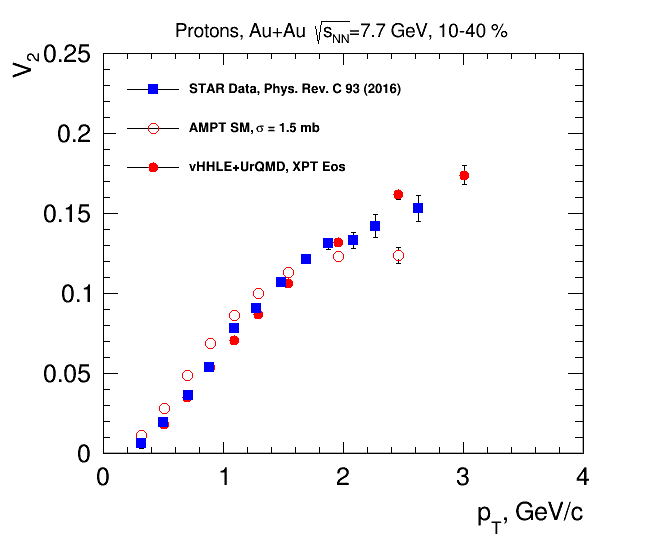 Protons, Au+Au √sNN=7.7 GeV, 10-40 %
V2
0.25
STAR Data, Phys. Rev. C 93 (2016)
0.2
AMPT SM, σ = 1.5 mb
vHHLE+UrQMD, XPT Eos
0.15
0.1
0.05
0
0 1 2 3 4
pT, GeV/c